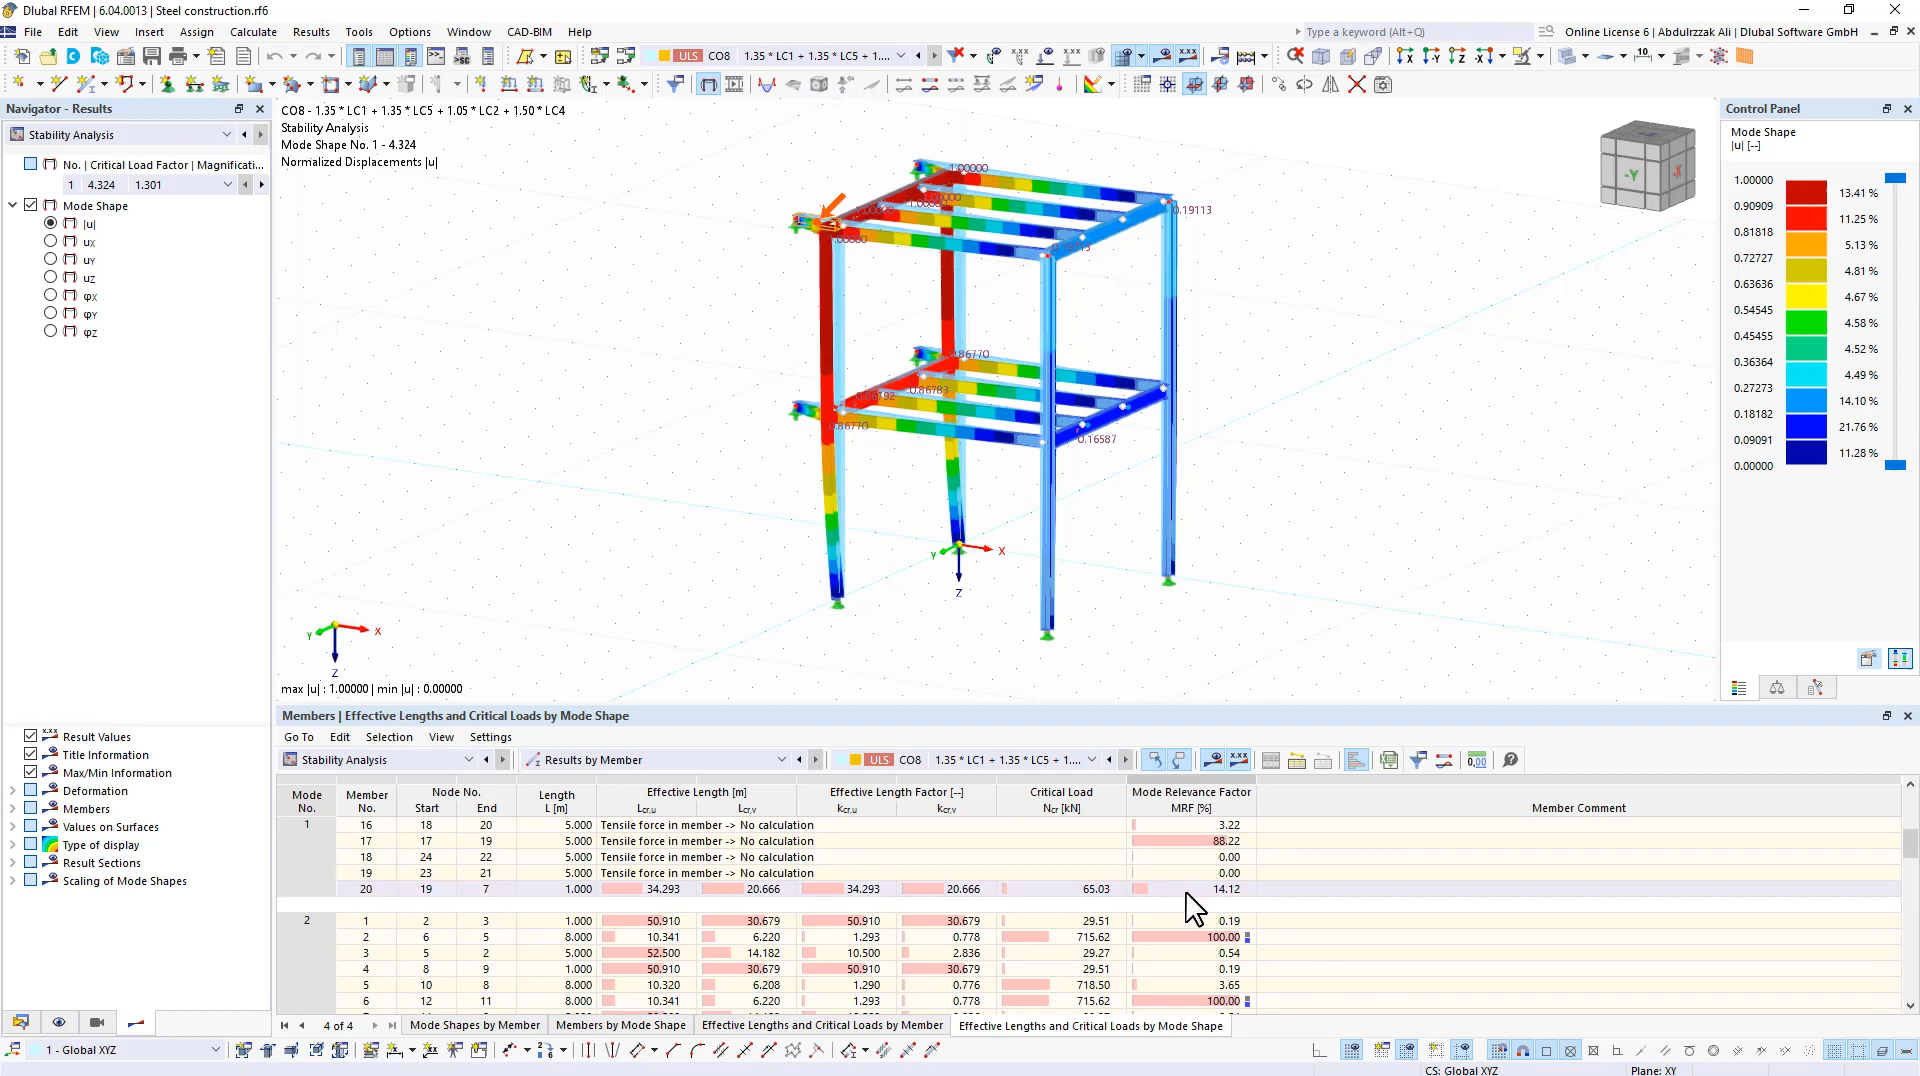 Dlubal RFEM | 6.04.0013 | Steel construction.rf6
File Edit View Insert Assign Calculate Results Tools Options Window CAD-BIM Help
Type a keyword (Alt+Q)
Online License 6 | Abdulrzzak Ali | Dlubal Software GmbH
ULS CO8 1.35 * LC1 + 1.35 * LC5 + 1....
Navigator - Results
Stability Analysis
No. | Critical Load Factor | Magnificati...
1 4.324 1.301
Mode Shape
|u|
uX
uY
uZ
φX
φY
φZ
Result Values
Title Information
Max/Min Information
Deformation
Members
Values on Surfaces
Type of display
Result Sections
Scaling of Mode Shapes
CO8 - 1.35 * LC1 + 1.35 * LC5 + 1.05 * LC2 + 1.50 * LC4
Stability Analysis
Mode Shape No. 1 - 4.324
Normalized Displacements |u|
1.00000
0.19113
0.86770
0.86783
0.86792
0.86770
0.16587
X
Y
Z
X
Y
Z
-Y
-X
max |u| : 1.00000 | min |u| : 0.00000
Control Panel
Mode Shape
|u| [--]
1.00000
13.41 %
0.90909
11.25 %
0.81818
5.13 %
0.72727
4.81 %
0.63636
4.67 %
0.54545
4.58 %
0.45455
4.52 %
0.36364
4.49 %
0.27273
14.10 %
0.18182
21.76 %
0.09091
11.28 %
0.00000
Members | Effective Lengths and Critical Loads by Mode Shape
Go To Edit Selection View Settings
Stability Analysis Results by Member ULS CO8 1.35 * LC1 + 1.35 * LC5 + 1....
Mode Member Node No. Length Effective Length [m] Effective Length Factor [--] Critical Load Mode Relevance Factor
No. No. Start End L [m] Lcr,u Lcr,v kcr,u kcr,v Ncr [kN] MRF [%] Member Comment
1 16 18 20 5.000 Tensile force in member -> No calculation 3.22
17 17 19 5.000 Tensile force in member -> No calculation 88.22
18 24 22 5.000 Tensile force in member -> No calculation 0.00
19 23 21 5.000 Tensile force in member -> No calculation 0.00
20 19 7 1.000 34.293 20.666 34.293 20.666 65.03 14.12
2 1 2 3 1.000 50.910 30.679 50.910 30.679 29.51 0.19
2 6 5 8.000 10.341 6.220 1.293 0.778 715.62 100.00
3 5 2 5.000 52.500 14.182 10.500 2.836 29.27 0.54
4 8 9 1.000 50.910 30.679 50.910 30.679 29.51 0.19
5 10 8 8.000 10.320 6.208 1.290 0.776 718.50 3.65
6 12 11 8.000 10.341 6.220 1.293 0.778 715.62 100.00
4 of 4 Mode Shapes by Member Members by Mode Shape Effective Lengths and Critical Loads by Member Effective Lengths and Critical Loads by Mode Shape
1 - Global XYZ
CS: Global XYZ Plane: XY